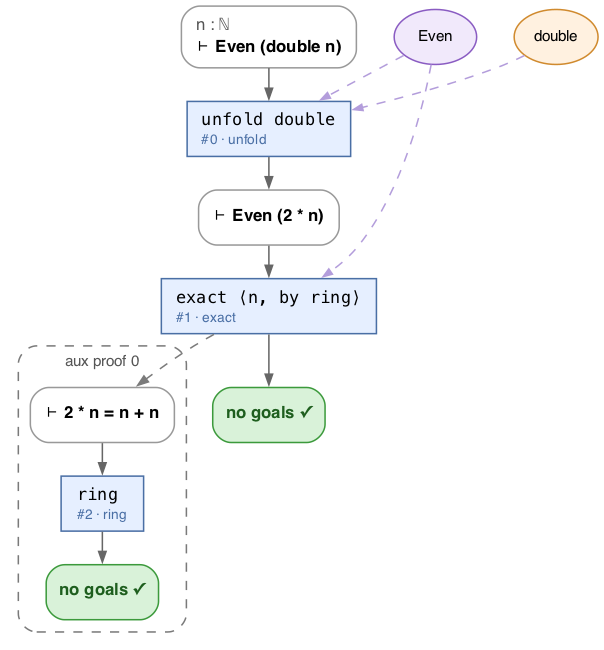 n : ℕ
⊢ Even (double n)
Even
double
unfold double
#0 · unfold
⊢ Even (2 * n)
exact ⟨n, by ring⟩
#1 · exact
aux proof 0
⊢ 2 * n = n + n
no goals ✓
ring
#2 · ring
no goals ✓